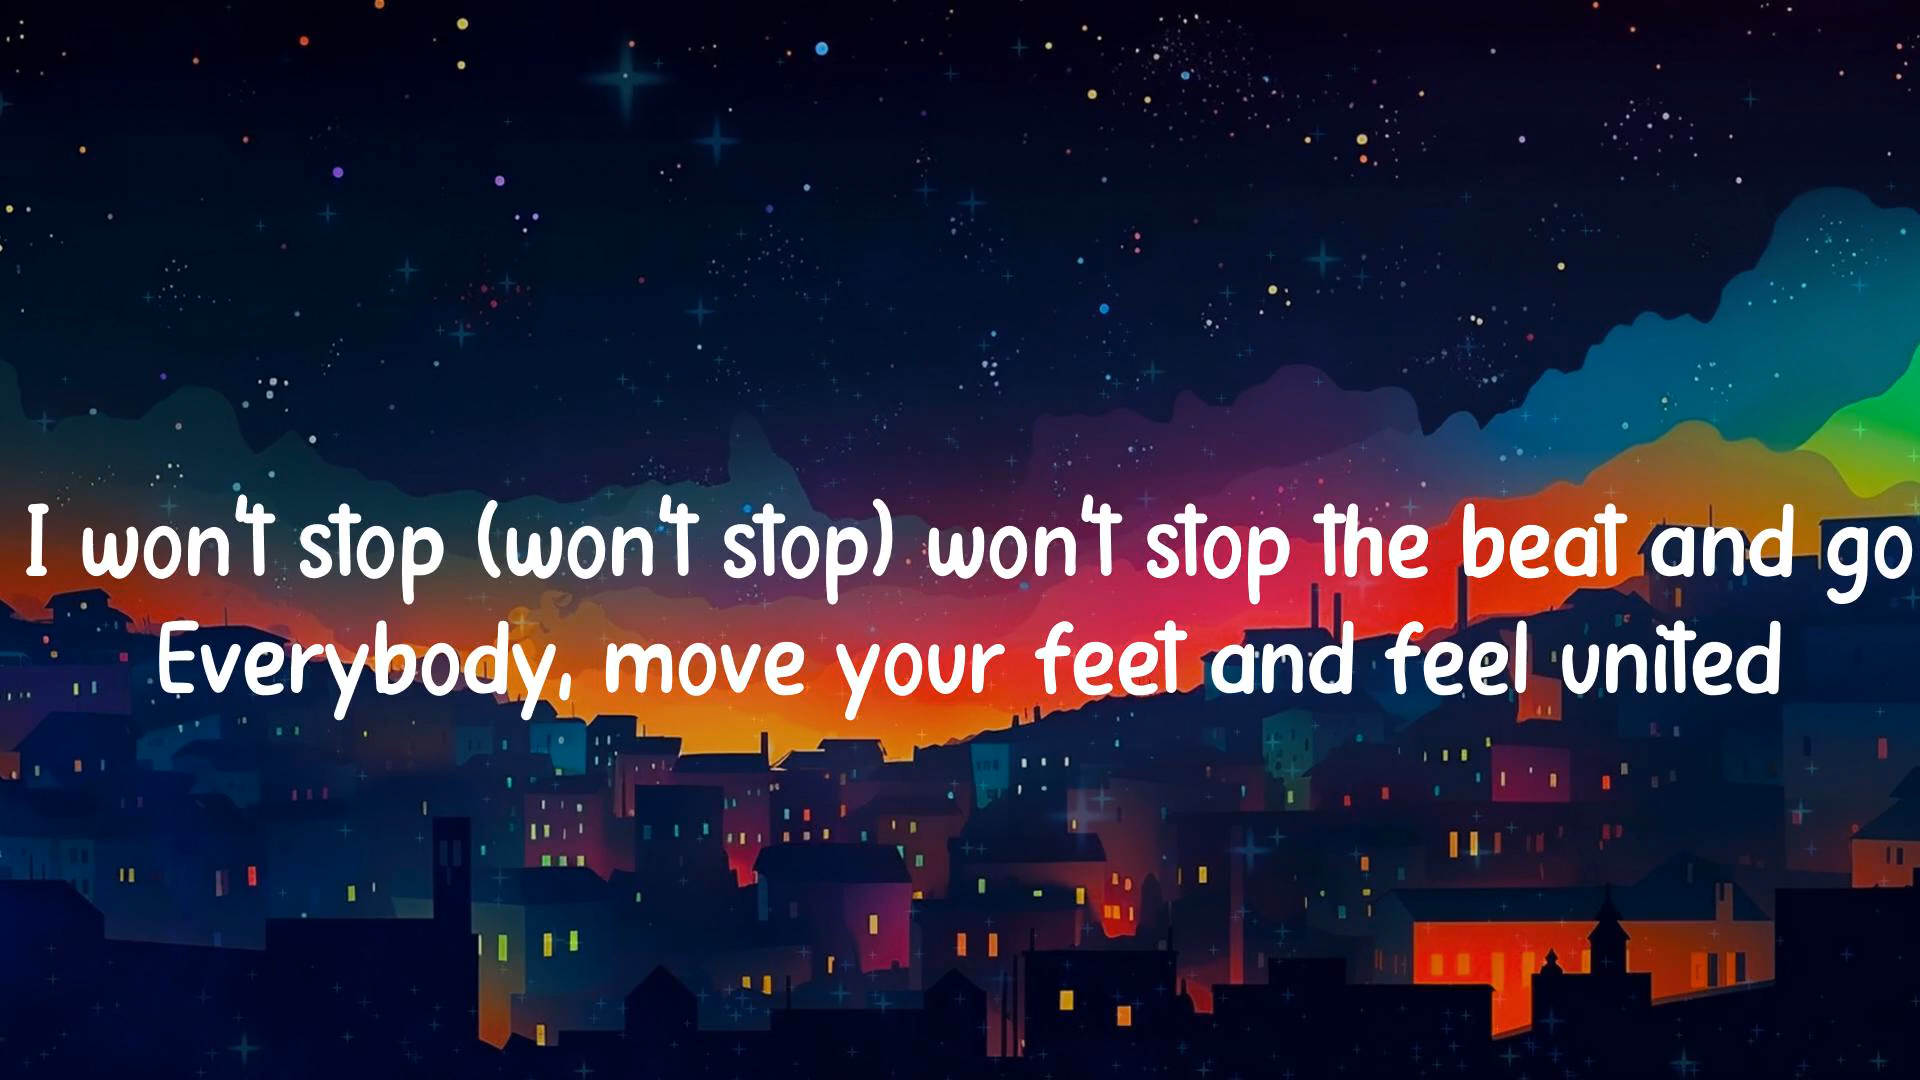 I won't stop (won't stop) won't stop the beat and go
Everybody, move your feet and feel united